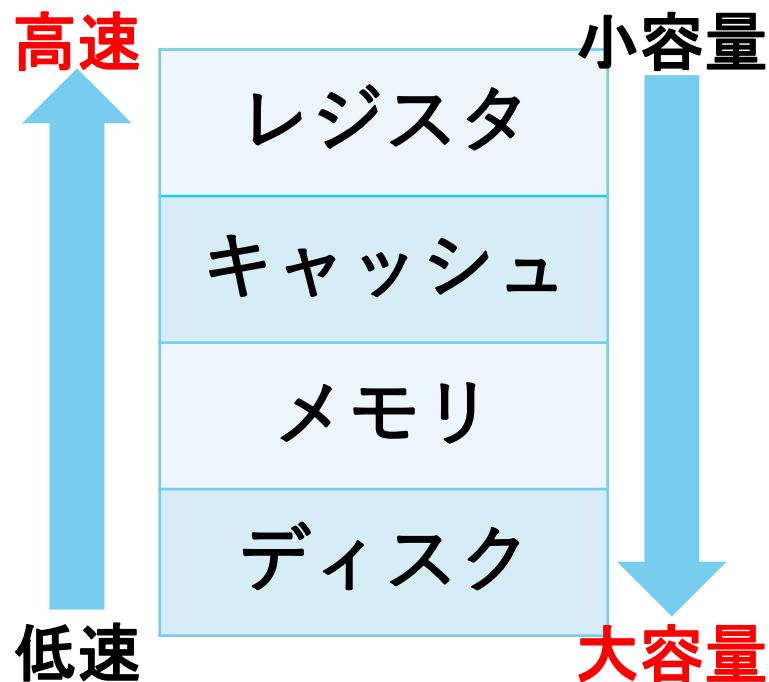 高速
小容量
レジスタ
キャッシュ
メモリ
ディスク
低速
大容量